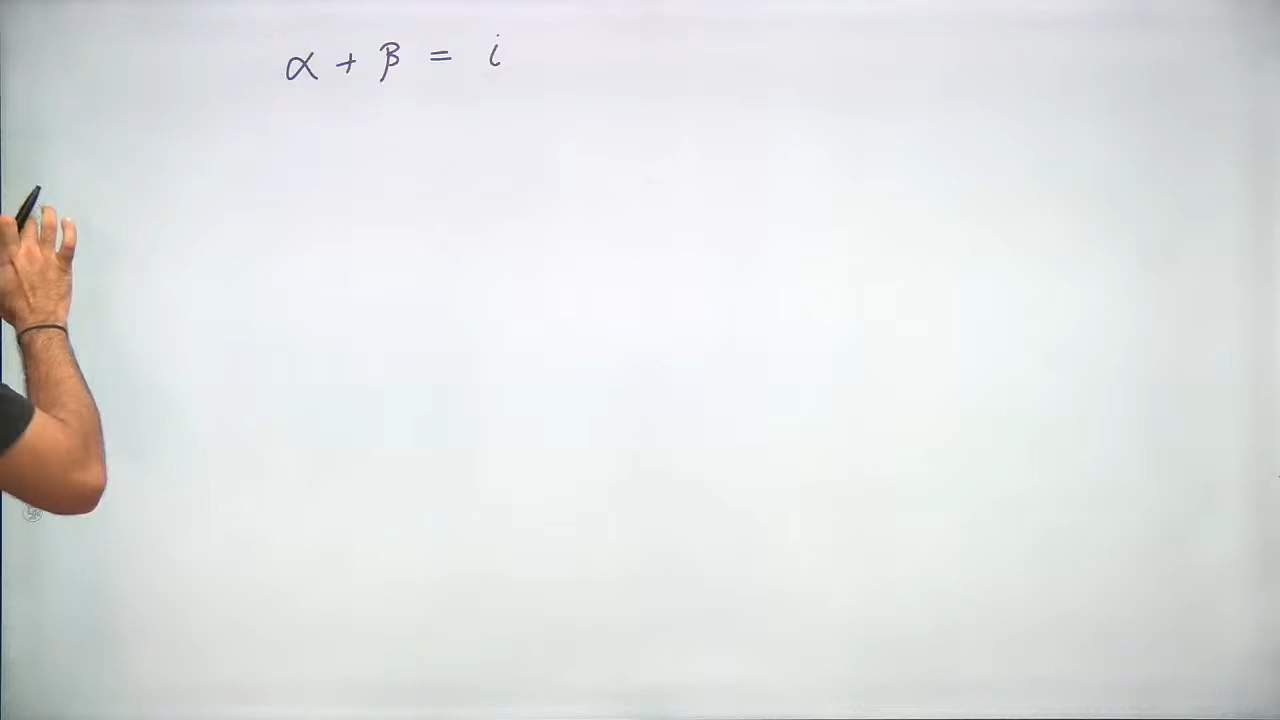 α + β = i